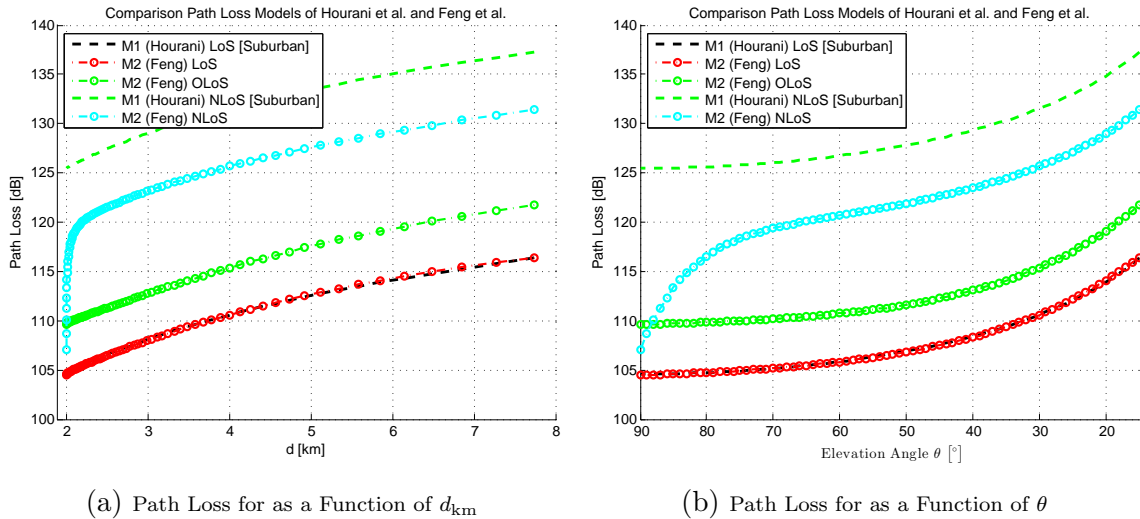 Comparison Path Loss Models of Hourani et al. and Feng et al.
140
135
130
125
120
115
110
105
100
Path Loss [dB]
M1 (Hourani) LoS [Suburban]
M2 (Feng) LoS
M2 (Feng) OLoS
M1 (Hourani) NLoS [Suburban]
M2 (Feng) NLoS
2 3 4 5 6 7 8
d [km]
(a) Path Loss for as a Function of d_km
Comparison Path Loss Models of Hourani et al. and Feng et al.
140
135
130
125
120
115
110
105
100
Path Loss [dB]
M1 (Hourani) LoS [Suburban]
M2 (Feng) LoS
M2 (Feng) OLoS
M1 (Hourani) NLoS [Suburban]
M2 (Feng) NLoS
90 80 70 60 50 40 30 20
Elevation Angle θ [°]
(b) Path Loss for as a Function of θ